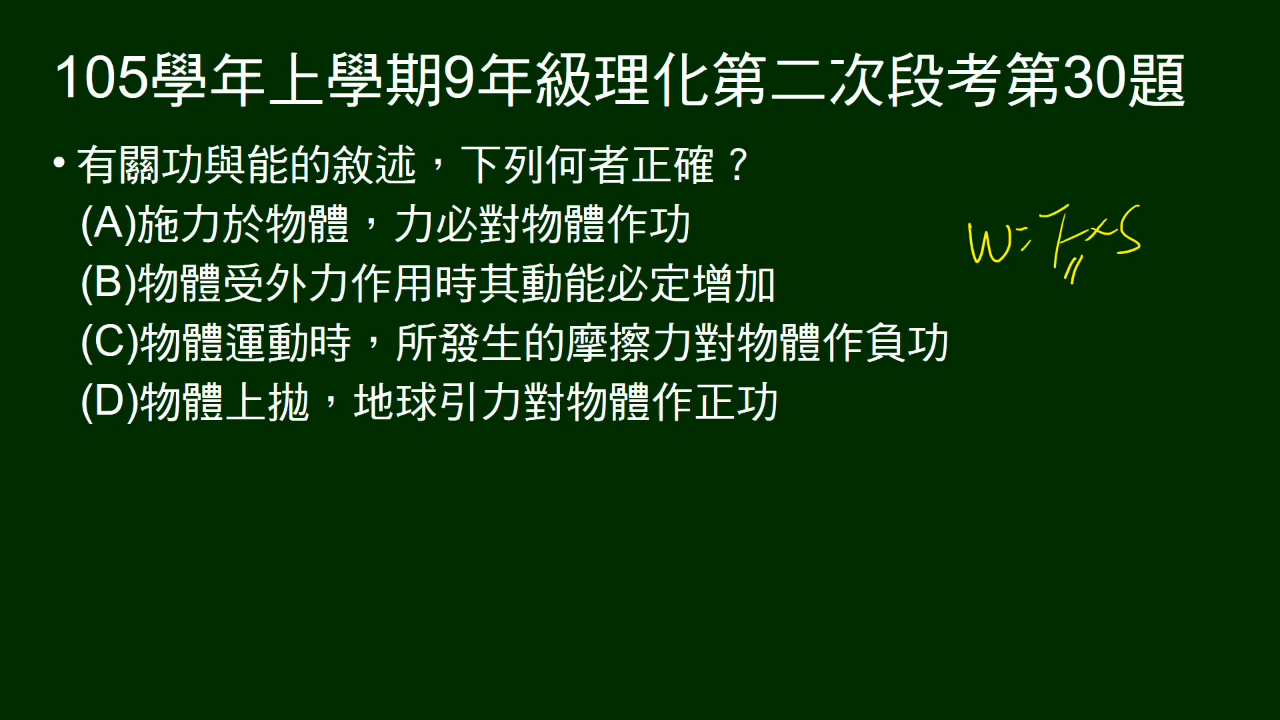 105學年上學期9年級理化第二次段考第30題
• 有關功與能的敘述，下列何者正確？
(A)施力於物體，力必對物體作功
W=F∥×S
(B)物體受外力作用時其動能必定增加
(C)物體運動時，所發生的摩擦力對物體作負功
(D)物體上拋，地球引力對物體作正功